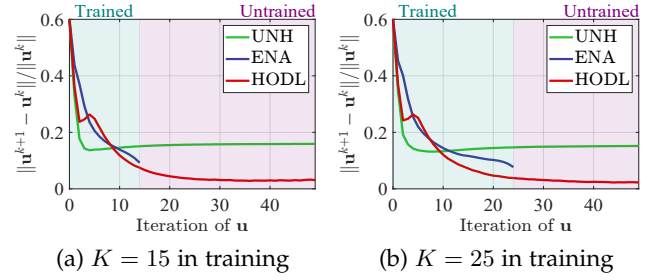 Trained Untrained
0.6
0.4
0.2
0
‖u^{k+1} − u^k‖/‖u^k‖
UNH
ENA
HODL
0 10 20 30 40
Iteration of u
(a) K = 15 in training
Trained Untrained
0.6
0.4
0.2
0
‖u^{k+1} − u^k‖/‖u^k‖
UNH
ENA
HODL
0 10 20 30 40
Iteration of u
(b) K = 25 in training